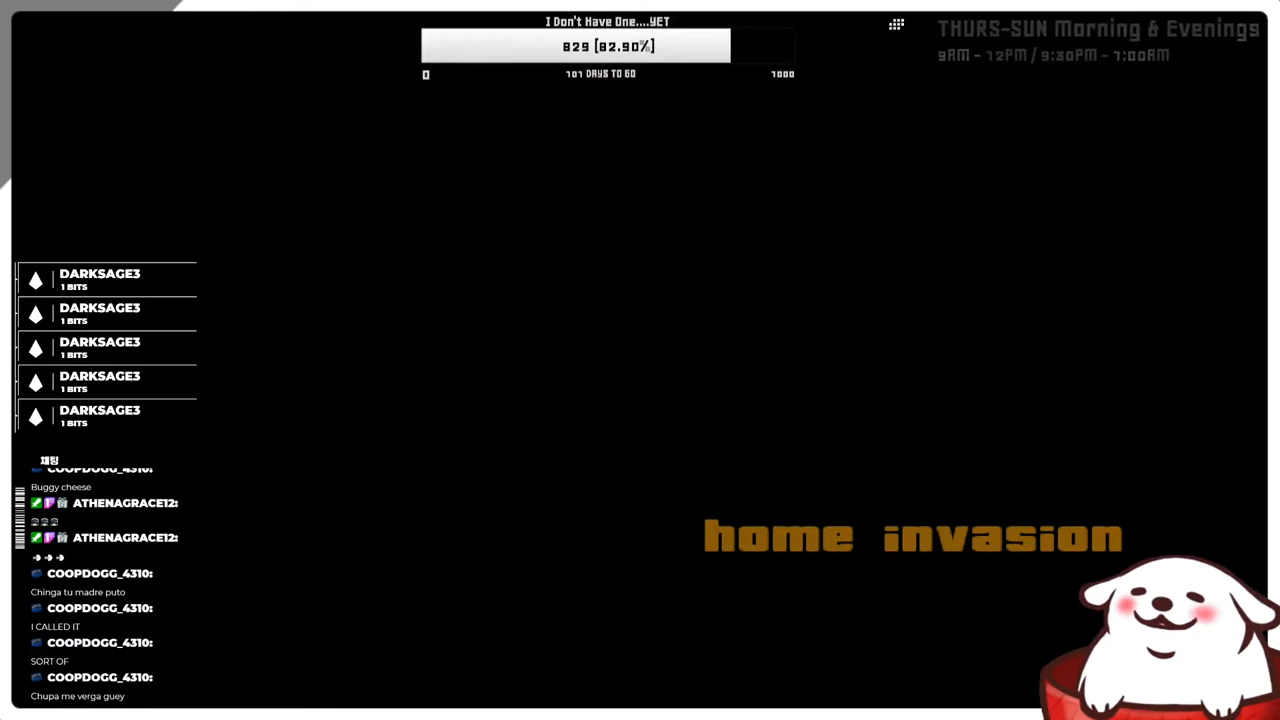 I Don't Have One....YET
829 [82.90%]
0
101 DAYS TO GO
1000
THURS-SUN Morning & Evenings
9AM - 12PM / 9:30PM - 1:00AM
DARKSAGE3
1 BITS
DARKSAGE3
1 BITS
DARKSAGE3
1 BITS
DARKSAGE3
1 BITS
DARKSAGE3
1 BITS
채팅
COOPDOGG_4310:
Buggy cheese
ATHENAGRACE12:
ATHENAGRACE12:
COOPDOGG_4310:
Chinga tu madre puto
COOPDOGG_4310:
I CALLED IT
COOPDOGG_4310:
SORT OF
COOPDOGG_4310:
Chupa me verga guey
home invasion